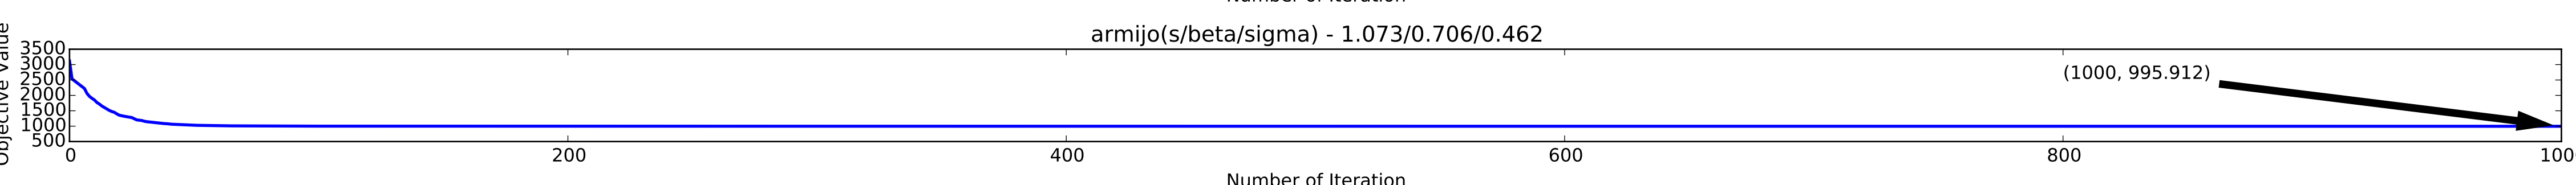 Number of Iteration
armijo(s/beta/sigma) - 1.073/0.706/0.462
Objective Value
3500
3000
2500
2000
1500
1000
500
(1000, 995.912)
0 200 400 600 800 100
Number of Iteration